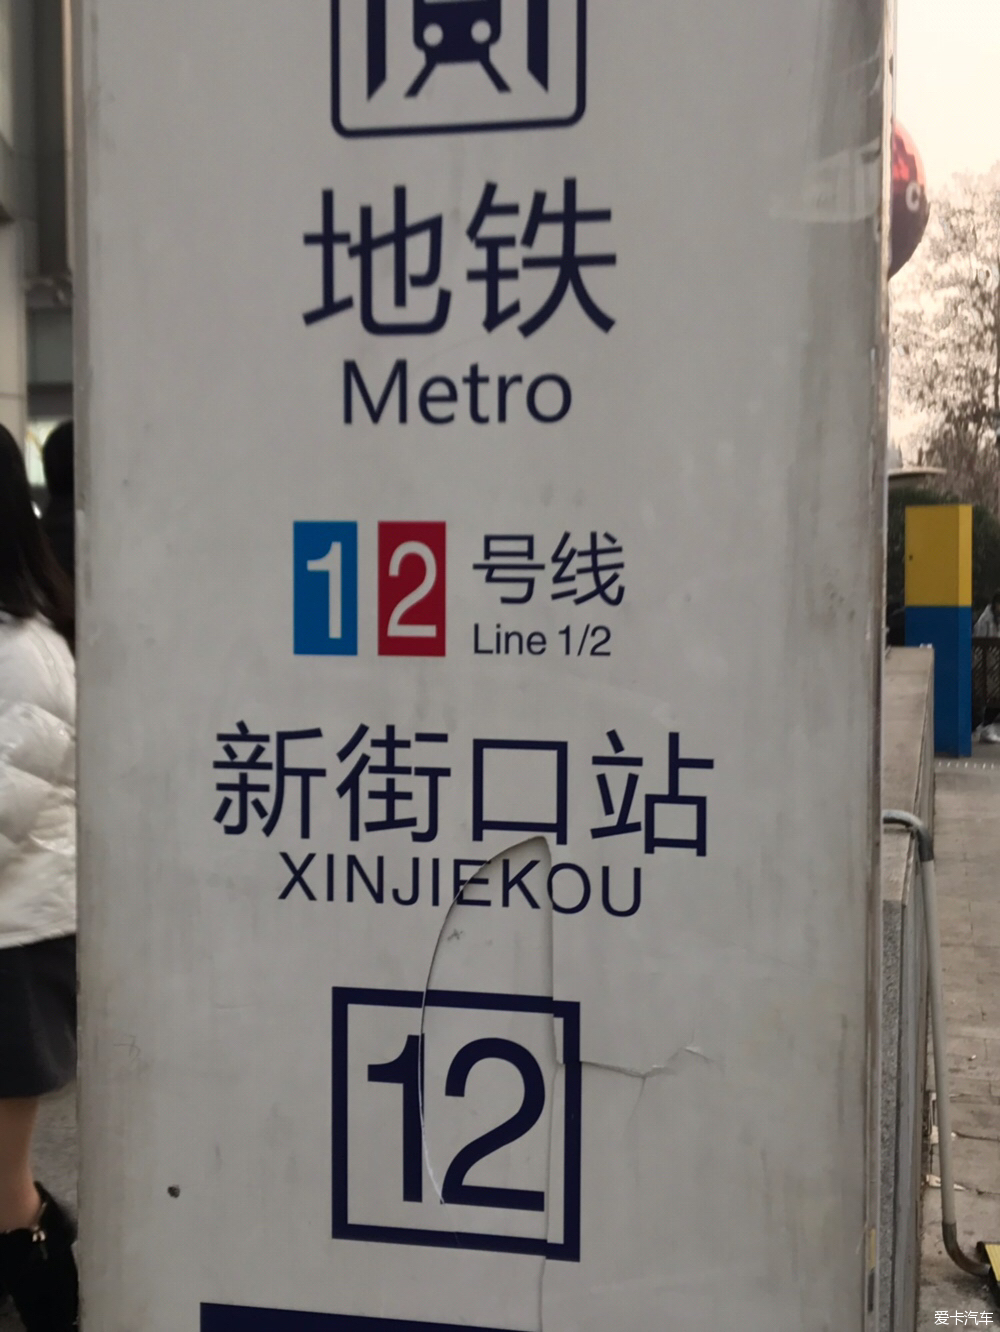 地铁
Metro
1 2 号线
Line 1/2
新街口站
XINJIEKOU
12
C
爱卡汽车